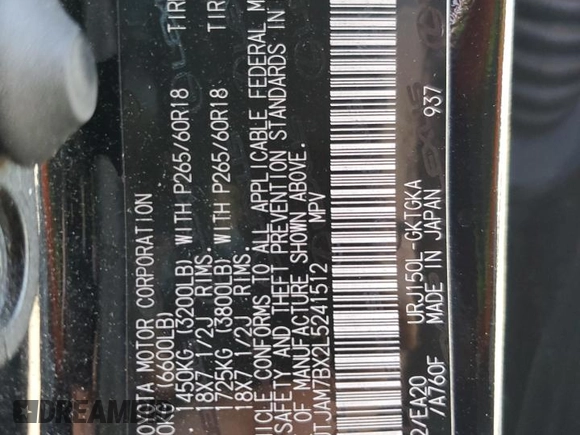 TOYOTA MOTOR CORPORATION
(6600LB)
1450KG (3200LB) WITH P265/60R18 TIR
18X7 1/2J RIMS.
1725KG (3800LB) WITH P265/60R18 TIR
18X7 1/2J RIMS.
CONFORMS TO ALL APPLICABLE FEDERAL M
SAFETY AND THEFT PREVENTION STANDARDS IN
OF MANUFACTURE SHOWN ABOVE.
JTJAM7BX2L5241512 MPV
URJ150L-GKTGKA
/EA20 MADE IN JAPAN 937
/A760F